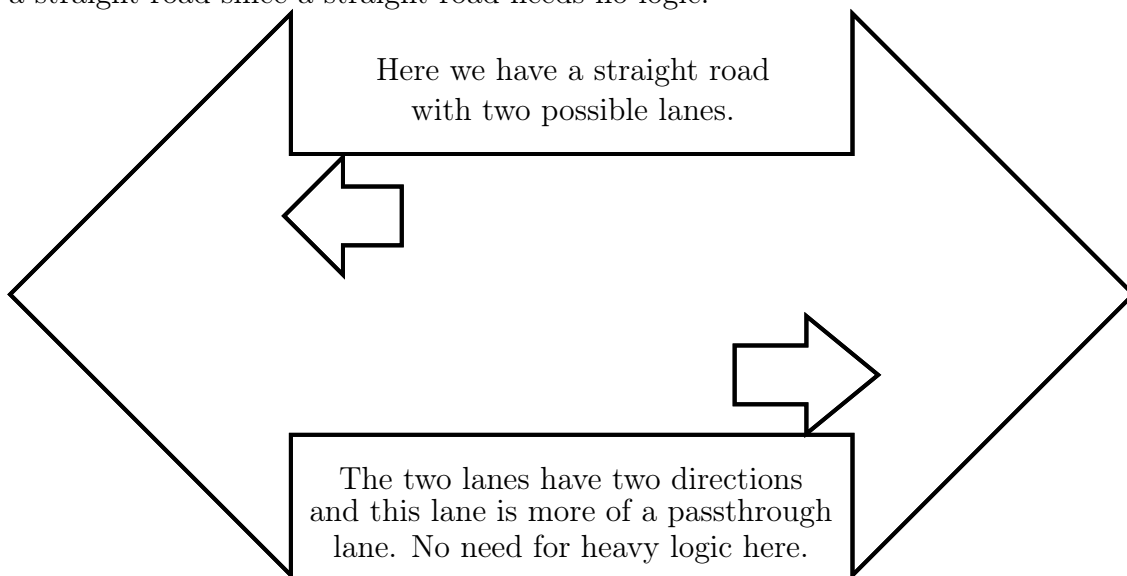 a straight road since a straight road needs no logic.
Here we have a straight road
with two possible lanes.
The two lanes have two directions
and this lane is more of a passthrough
lane. No need for heavy logic here.